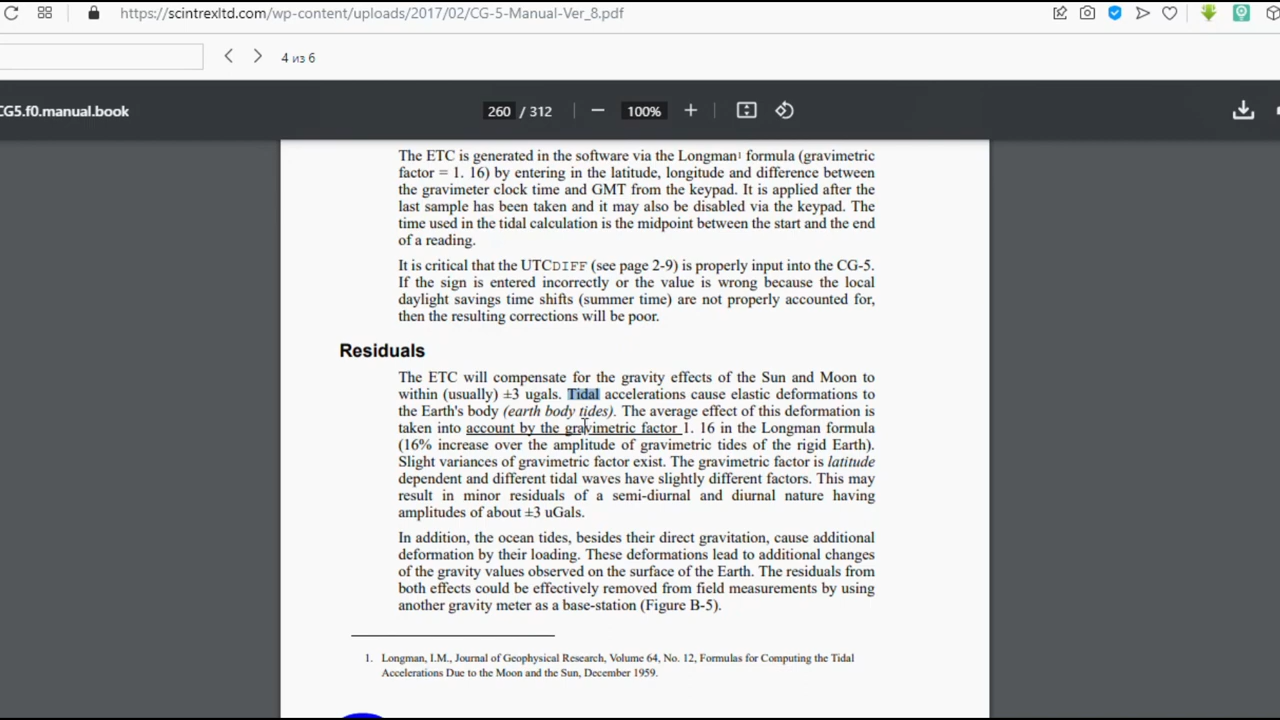 https://scintrexltd.com/wp-content/uploads/2017/02/CG-5-Manual-Ver_8.pdf
4 из 6
CG5.f0.manual.book
260 / 312
100%
The ETC is generated in the software via the Longman¹ formula (gravimetric
factor = 1. 16) by entering in the latitude, longitude and difference between
the gravimeter clock time and GMT from the keypad. It is applied after the
last sample has been taken and it may also be disabled via the keypad. The
time used in the tidal calculation is the midpoint between the start and the end
of a reading.
It is critical that the UTCDIFF (see page 2-9) is properly input into the CG-5.
If the sign is entered incorrectly or the value is wrong because the local
daylight savings time shifts (summer time) are not properly accounted for,
then the resulting corrections will be poor.
Residuals
The ETC will compensate for the gravity effects of the Sun and Moon to
within (usually) ±3 ugals. Tidal accelerations cause elastic deformations to
the Earth's body (earth body tides). The average effect of this deformation is
taken into account by the gravimetric factor 1. 16 in the Longman formula
(16% increase over the amplitude of gravimetric tides of the rigid Earth).
Slight variances of gravimetric factor exist. The gravimetric factor is latitude
dependent and different tidal waves have slightly different factors. This may
result in minor residuals of a semi-diurnal and diurnal nature having
amplitudes of about ±3 uGals.
In addition, the ocean tides, besides their direct gravitation, cause additional
deformation by their loading. These deformations lead to additional changes
of the gravity values observed on the surface of the Earth. The residuals from
both effects could be effectively removed from field measurements by using
another gravity meter as a base-station (Figure B-5).
1. Longman, I.M., Journal of Geophysical Research, Volume 64, No. 12, Formulas for Computing the Tidal
Accelerations Due to the Moon and the Sun, December 1959.